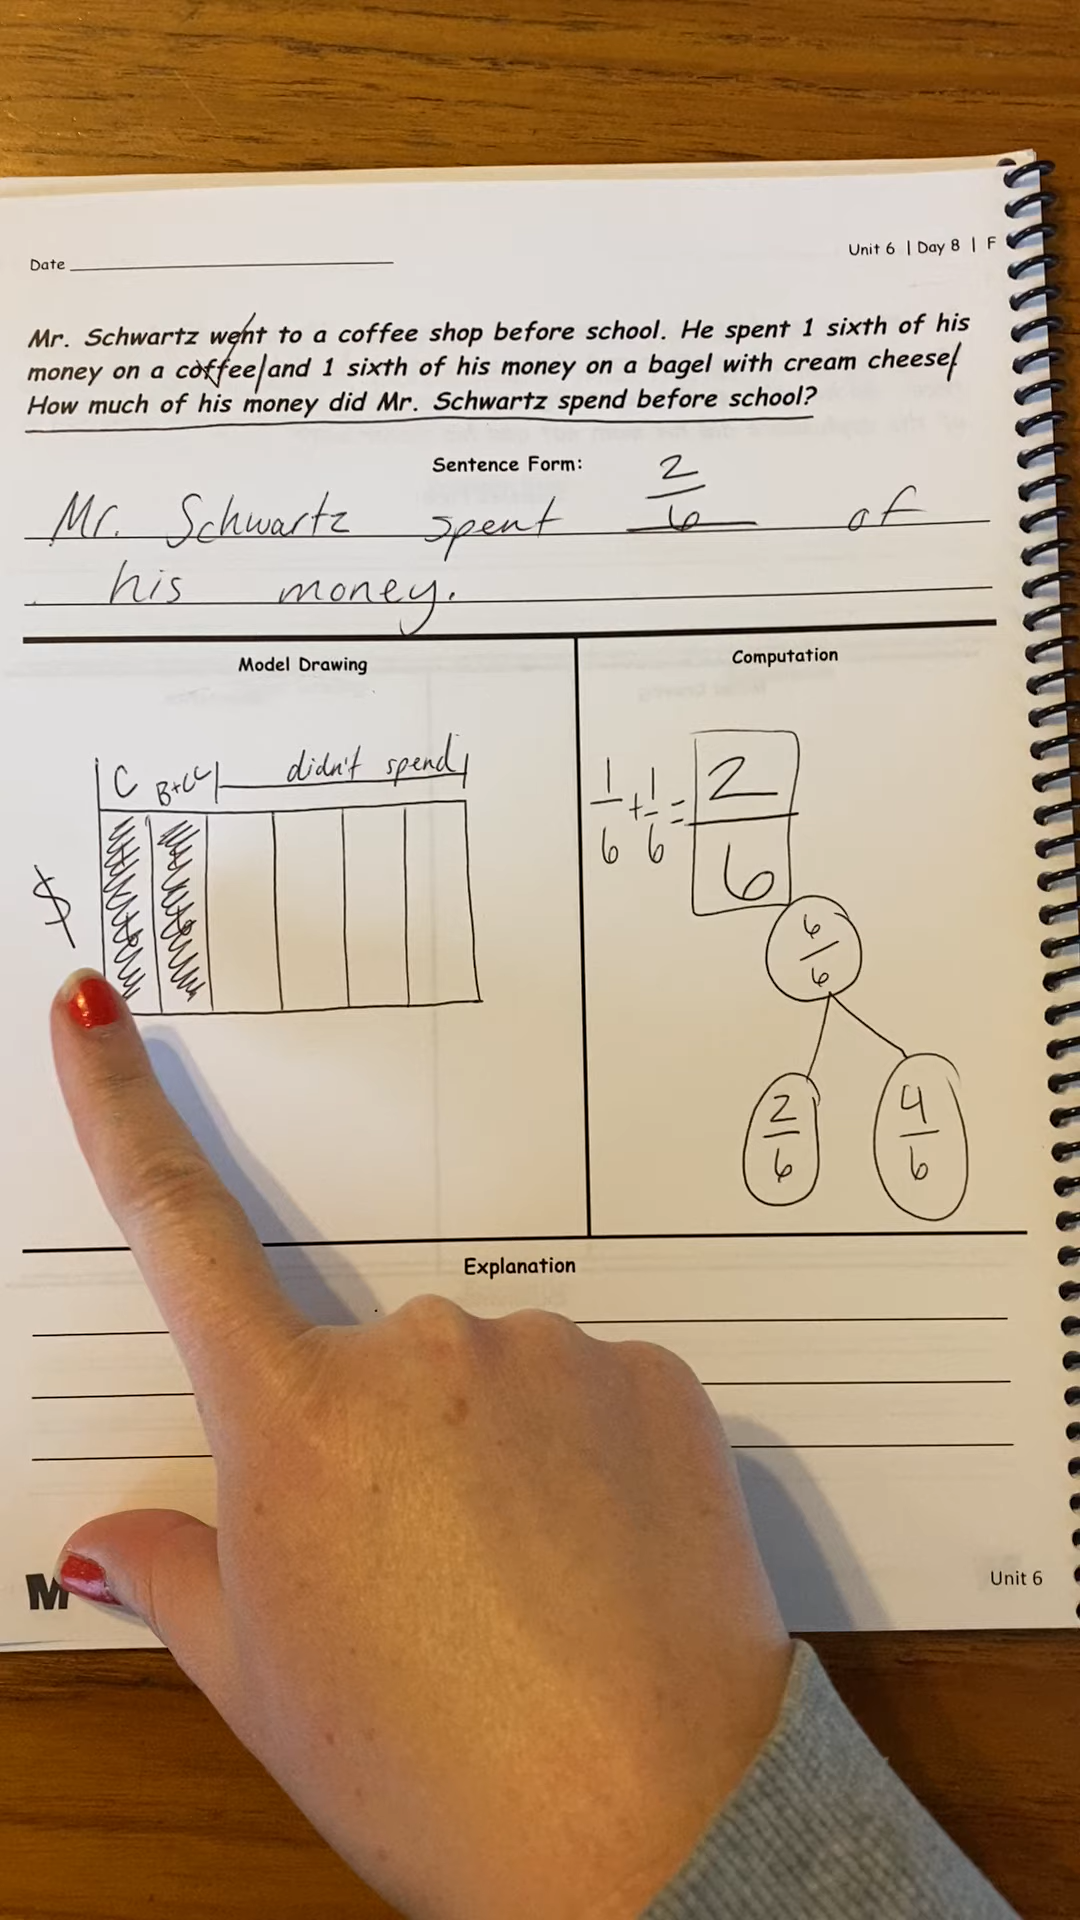 Date
Unit 6 | Day 8 | F
Mr. Schwartz went to a coffee shop before school. He spent 1 sixth of his
money on a coffee and 1 sixth of his money on a bagel with cream cheese.
How much of his money did Mr. Schwartz spend before school?
Sentence Form:
Mr. Schwartz spent 2/6 of
his money.
Model Drawing
Computation
C B+CC didn't spend
$
1/6 + 1/6 = 2/6
6/6
2/6 4/6
Explanation
M
Unit 6